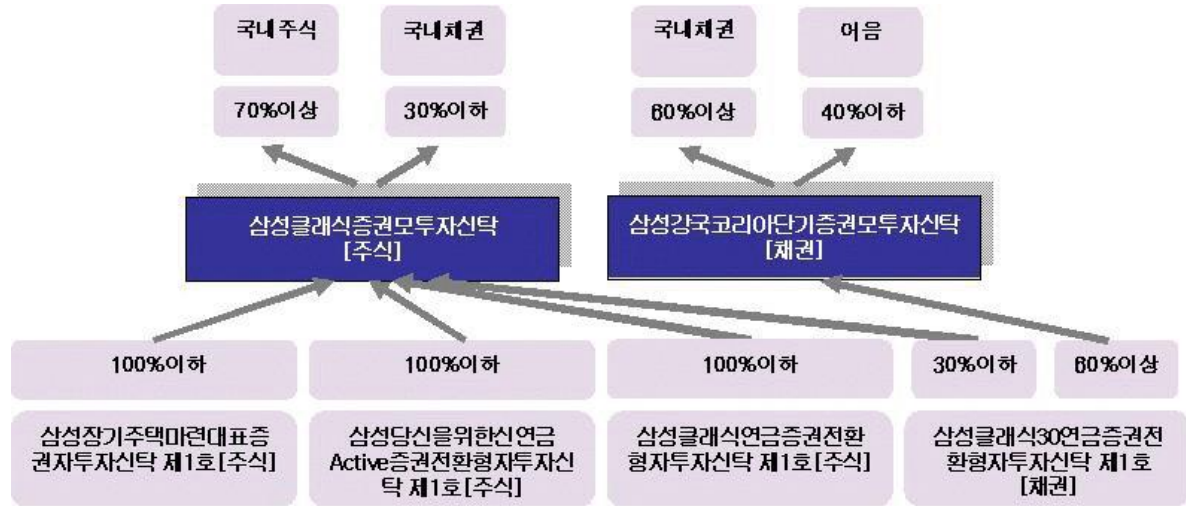 국내주식
국내채권
국내채권
어음
70%이상
30%이하
60%이상
40%이하
삼성클래식증권모투자신탁
[주식]
삼성강국코리아단기증권모투자신탁
[채권]
100%이하
100%이하
100%이하
30%이하
60%이상
삼성장기주택마련대표증
권자투자신탁 제1호[주식]
삼성당신을위한신연금
Active증권전환형자투자신
탁 제1호[주식]
삼성클래식연금증권전환
형자투자신탁 제1호[주식]
삼성클래식30연금증권전
환형자투자신탁 제1호
[채권]